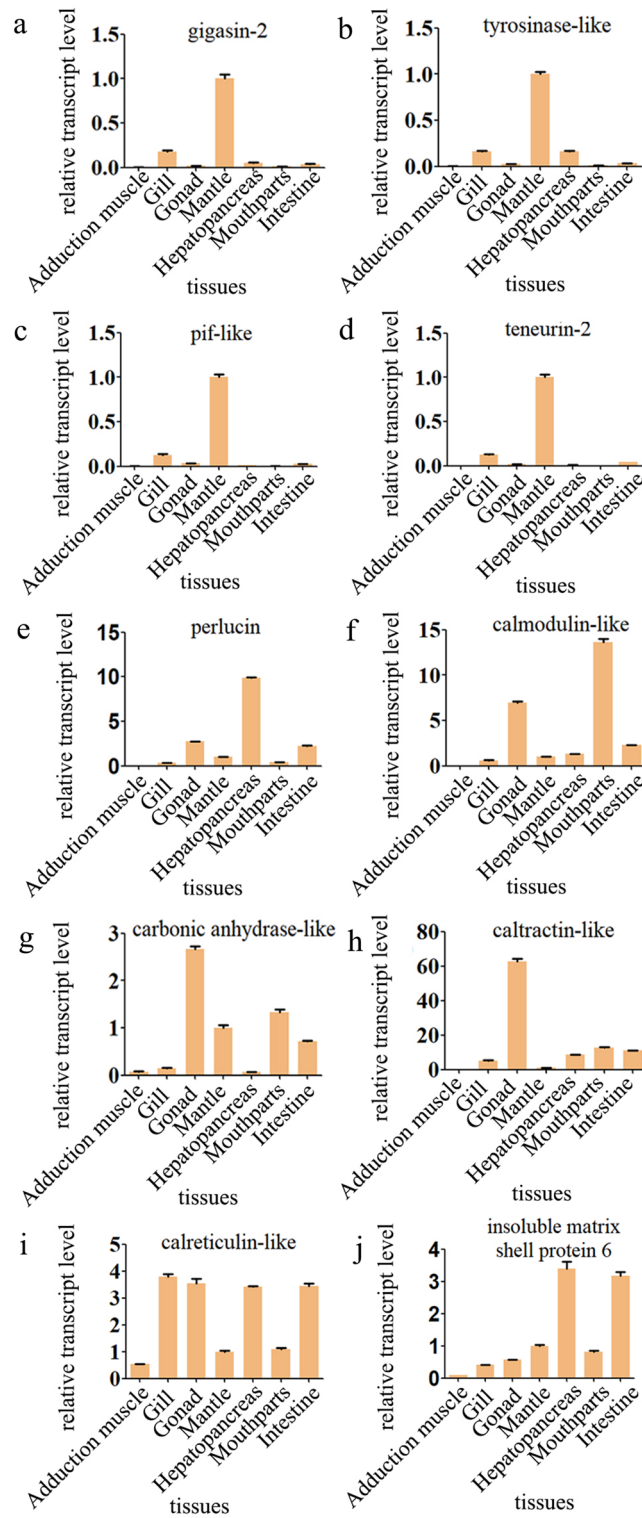 a
gigasin-2
relative transcript level
1.5
1.0
0.5
0.0
Adduction muscle
Gill
Gonad
Mantle
Hepatopancreas
Mouthparts
Intestine
tissues
b
tyrosinase-like
relative transcript level
1.5
1.0
0.5
0.0
Adduction muscle
Gill
Gonad
Mantle
Hepatopancreas
Mouthparts
Intestine
tissues
c
pif-like
relative transcript level
1.5
1.0
0.5
0.0
Adduction muscle
Gill
Gonad
Mantle
Hepatopancreas
Mouthparts
Intestine
tissues
d
teneurin-2
relative transcript level
1.5
1.0
0.5
0.0
Adduction muscle
Gill
Gonad
Mantle
Hepatopancreas
Mouthparts
Intestine
tissues
e
perlucin
relative transcript level
15
10
5
0
Adduction muscle
Gill
Gonad
Mantle
Hepatopancreas
Mouthparts
Intestine
tissues
f
calmodulin-like
relative transcript level
15
10
5
0
Adduction muscle
Gill
Gonad
Mantle
Hepatopancreas
Mouthparts
Intestine
tissues
g
carbonic anhydrase-like
relative transcript level
3
2
1
0
Adduction muscle
Gill
Gonad
Mantle
Hepatopancreas
Mouthparts
Intestine
tissues
h
caltractin-like
relative transcript level
80
60
40
20
0
Adduction muscle
Gill
Gonad
Mantle
Hepatopancreas
Mouthparts
Intestine
tissues
i
calreticulin-like
relative transcript level
5
4
3
2
1
0
Adduction muscle
Gill
Gonad
Mantle
Hepatopancreas
Mouthparts
Intestine
tissues
j
insoluble matrix
shell protein 6
relative transcript level
4
3
2
1
0
Adduction muscle
Gill
Gonad
Mantle
Hepatopancreas
Mouthparts
Intestine
tissues